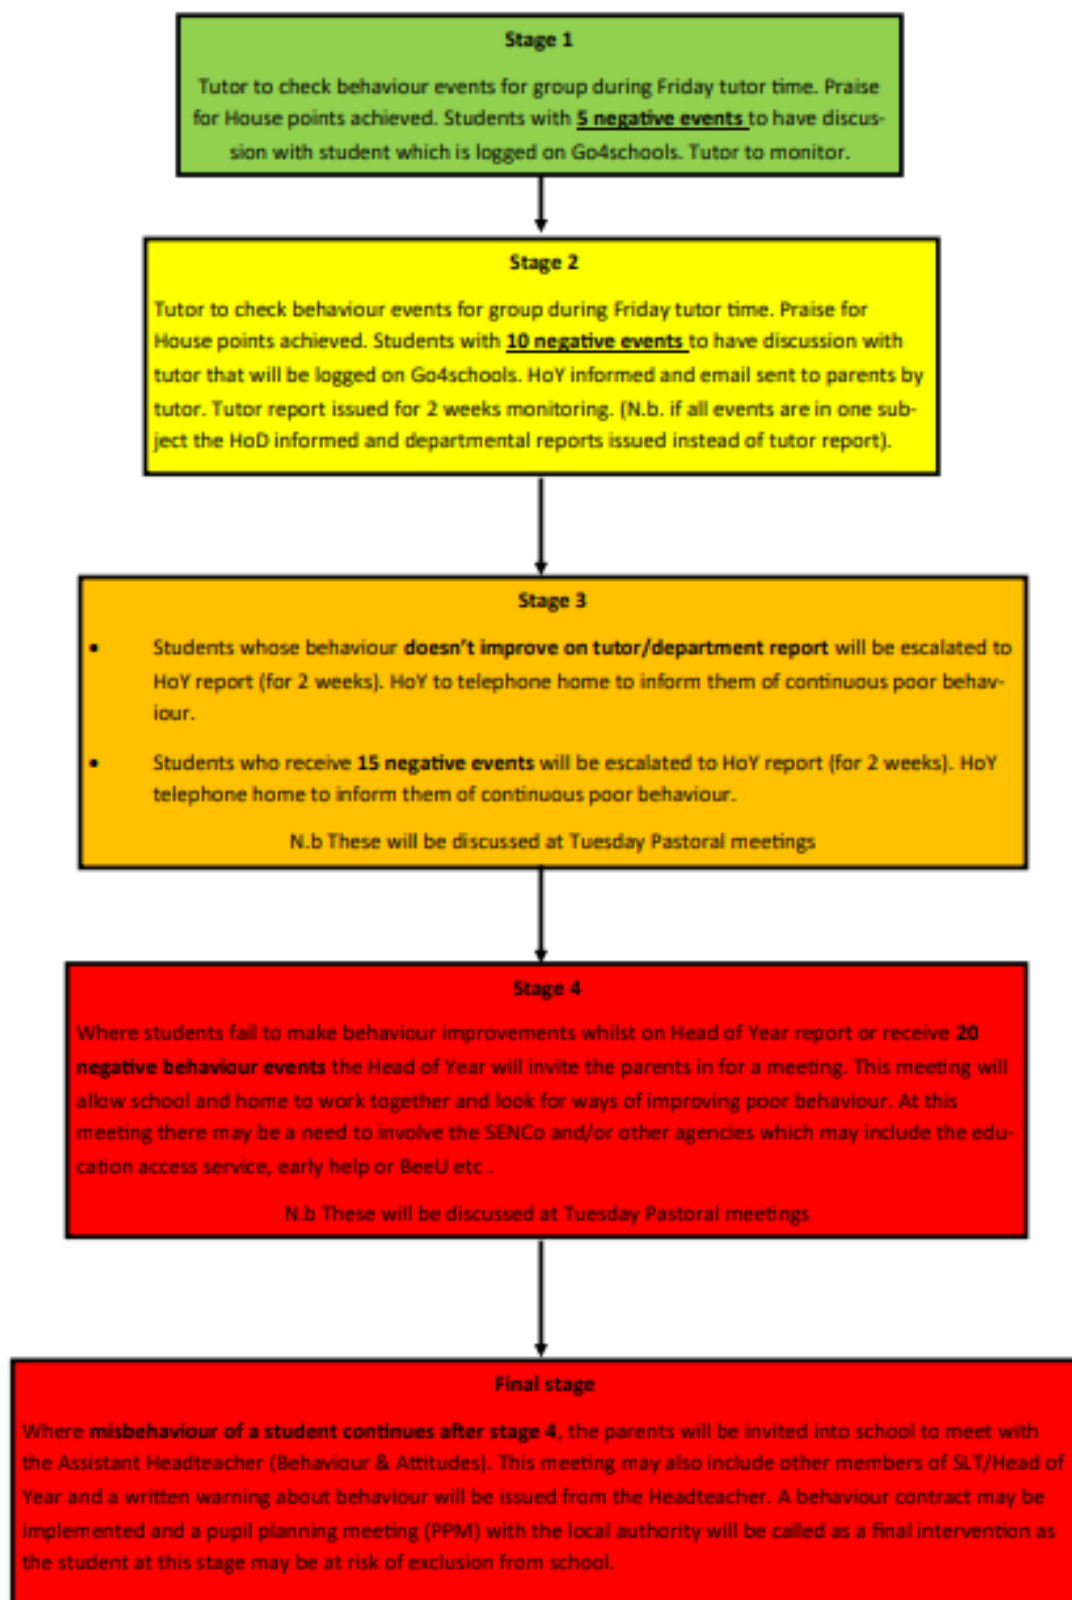 Stage 1
Tutor to check behaviour events for group during Friday tutor time. Praise
for House points achieved. Students with 5 negative events to have discus-
sion with student which is logged on Go4schools. Tutor to monitor.
Stage 2
Tutor to check behaviour events for group during Friday tutor time. Praise for
House points achieved. Students with 10 negative events to have discussion with
tutor that will be logged on Go4schools. HoY informed and email sent to parents by
tutor. Tutor report issued for 2 weeks monitoring. (N.b. if all events are in one sub-
ject the HoD informed and departmental reports issued instead of tutor report).
Stage 3
• Students whose behaviour doesn't improve on tutor/department report will be escalated to
HoY report (for 2 weeks). HoY to telephone home to inform them of continuous poor behav-
iour.
• Students who receive 15 negative events will be escalated to HoY report (for 2 weeks). HoY
telephone home to inform them of continuous poor behaviour.
N.b These will be discussed at Tuesday Pastoral meetings
Stage 4
Where students fail to make behaviour improvements whilst on Head of Year report or receive 20
negative behaviour events the Head of Year will invite the parents in for a meeting. This meeting will
allow school and home to work together and look for ways of improving poor behaviour. At this
meeting there may be a need to involve the SENCo and/or other agencies which may include the edu-
cation access service, early help or BeeU etc .
N.b These will be discussed at Tuesday Pastoral meetings
Final stage
Where misbehaviour of a student continues after stage 4, the parents will be invited into school to meet with
the Assistant Headteacher (Behaviour & Attitudes). This meeting may also include other members of SLT/Head of
Year and a written warning about behaviour will be issued from the Headteacher. A behaviour contract may be
implemented and a pupil planning meeting (PPM) with the local authority will be called as a final intervention as
the student at this stage may be at risk of exclusion from school.